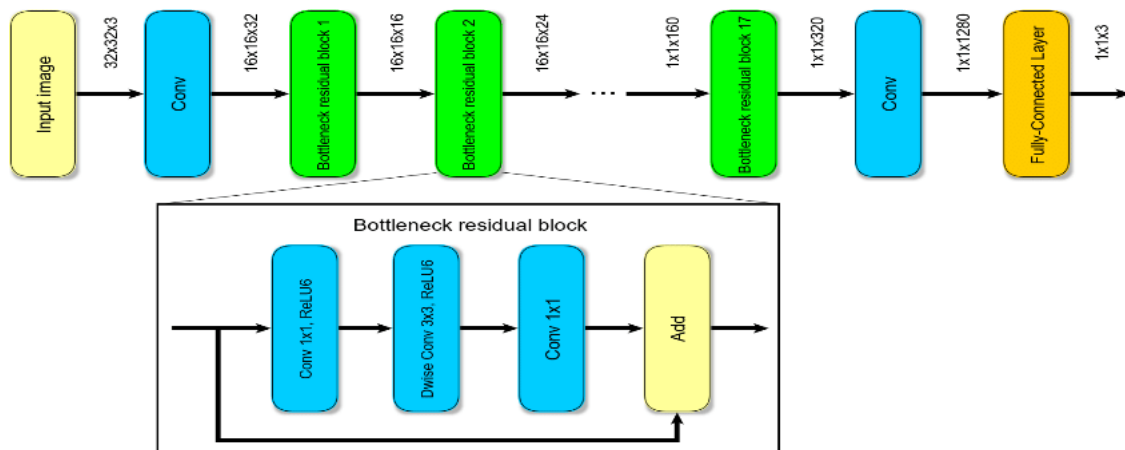 Input image
32x32x3
Conv
16x16x32
Bottleneck residual block 1
16x16x16
Bottleneck residual block 2
16x16x24
...
1x1x160
Bottleneck residual block 17
1x1x320
Conv
1x1x1280
Fully-Connected Layer
1x1x3
Bottleneck residual block
Conv 1x1, ReLU6
Dwise Conv 3x3, ReLU6
Conv 1x1
Add